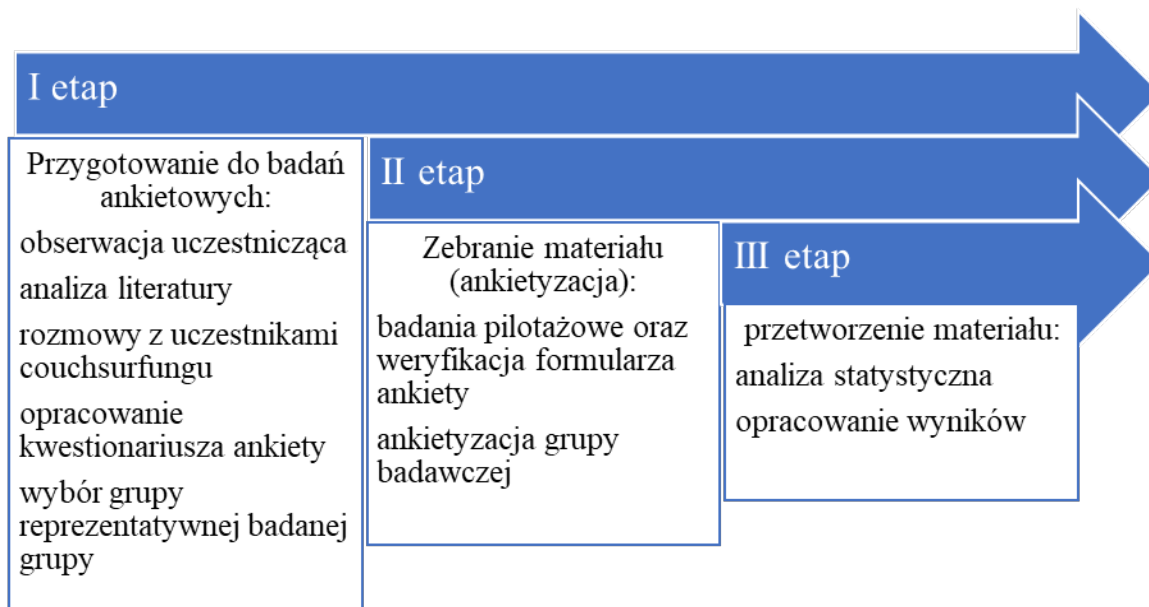 I etap
Przygotowanie do badań
ankietowych:
obserwacja uczestnicząca
analiza literatury
rozmowy z uczestnikami
couchsurfungu
opracowanie
kwestionariusza ankiety
wybór grupy
reprezentatywnej badanej
grupy
II etap
Zebranie materiału
(ankietyzacja):
badania pilotażowe oraz
weryfikacja formularza
ankiety
ankietyzacja grupy
badawczej
III etap
przetworzenie materiału:
analiza statystyczna
opracowanie wyników